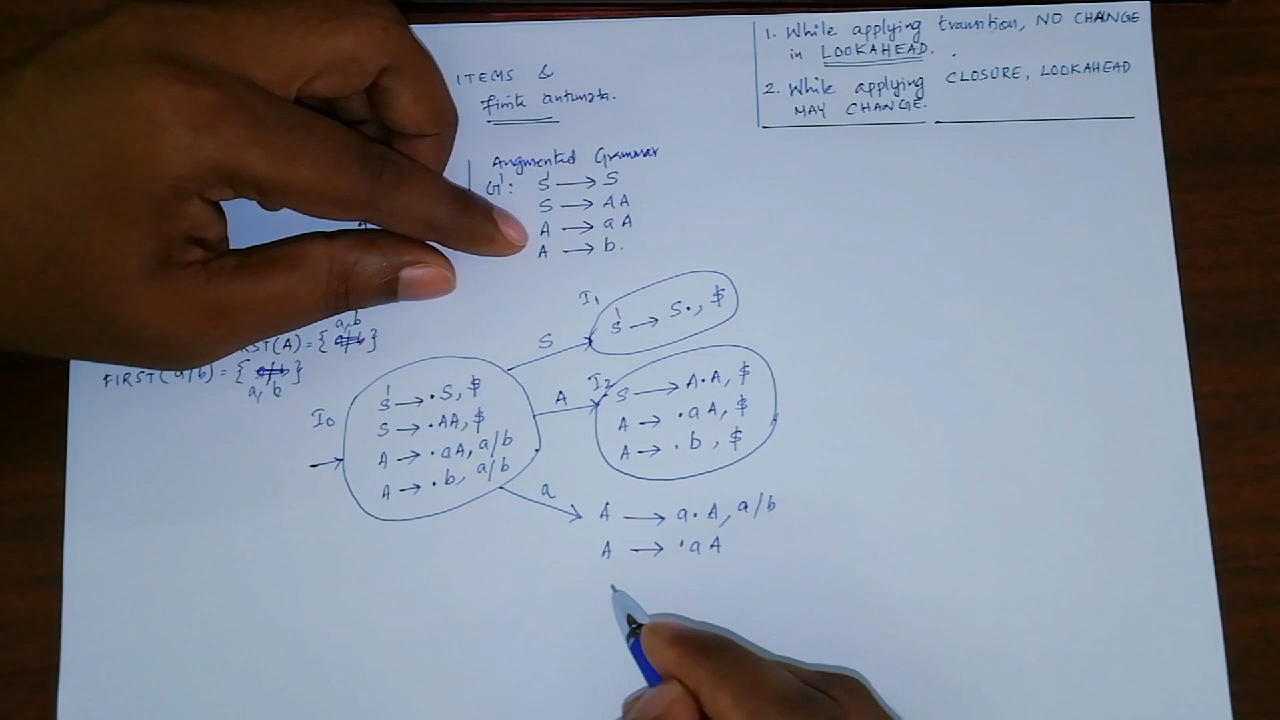 ITEMS &
finite automata.
1. While applying transition, NO CHANGE
in LOOKAHEAD.
2. While applying CLOSURE, LOOKAHEAD
MAY CHANGE.
Augmented Grammar
G': S' → S
S → AA
A → aA
A → b.
a,b
RST(A) = {a/b}
FIRST(a/b) = {a/b}
a, b
I0
S' → ·S, $
S → ·AA, $
A → ·aA, a/b
A → ·b, a/b
S
I1
S' → S·, $
A
I2
S → A·A, $
A → ·aA, $
A → ·b, $
a
A → a·A, a/b
A → ·aA